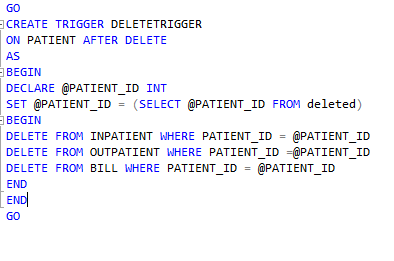 GO
CREATE TRIGGER DELETETRIGGER
ON PATIENT AFTER DELETE
AS
BEGIN
DECLARE @PATIENT_ID INT
SET @PATIENT_ID = (SELECT @PATIENT_ID FROM deleted)
BEGIN
DELETE FROM INPATIENT WHERE PATIENT_ID = @PATIENT_ID
DELETE FROM OUTPATIENT WHERE PATIENT_ID =@PATIENT_ID
DELETE FROM BILL WHERE PATIENT_ID = @PATIENT_ID
END
END
GO